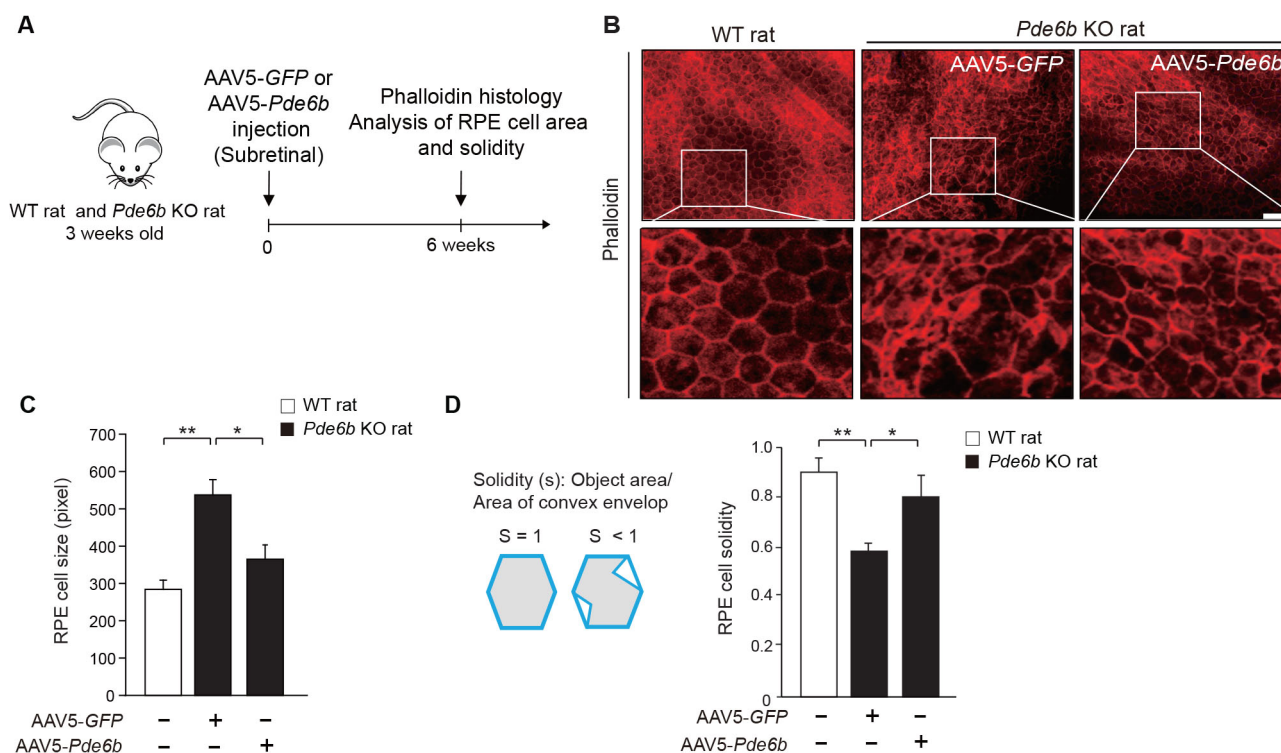 A
AAV5-GFP or
AAV5-Pde6b
injection
(Subretinal)
Phalloidin histology
Analysis of RPE cell area
and solidity
WT rat and Pde6b KO rat
3 weeks old
0
6 weeks
B
WT rat
Pde6b KO rat
AAV5-GFP
AAV5-Pde6b
Phalloidin
C
WT rat
Pde6b KO rat
** *
RPE cell size (pixel)
700
600
500
400
300
200
100
0
AAV5-GFP – + –
AAV5-Pde6b – – +
D
Solidity (s): Object area/
Area of convex envelop
S = 1
S < 1
WT rat
Pde6b KO rat
** *
RPE cell solidity
1.0
0.8
0.6
0.4
0.2
0
AAV5-GFP – + –
AAV5-Pde6b – – +